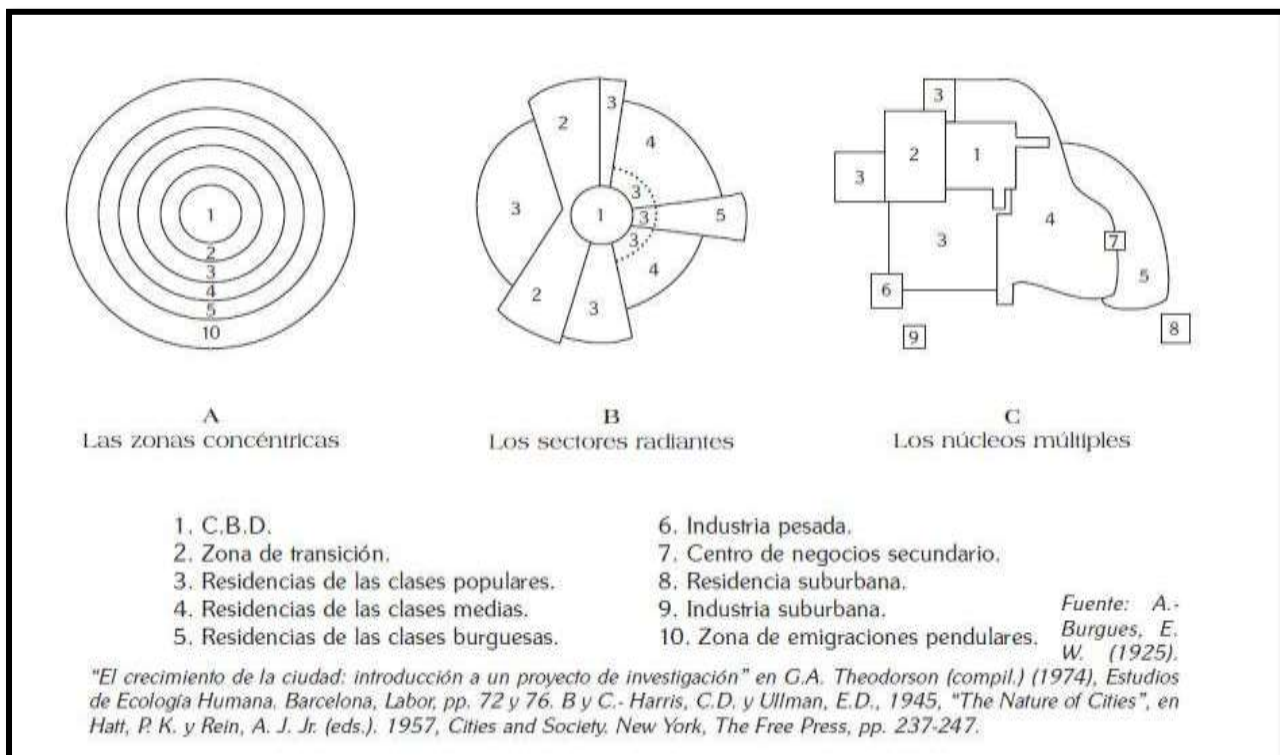 1
2
3
4
5
10
2
3
4
3
3
1
3
5
3
4
2
3
3
2
1
3
4
3
7
5
6
8
9
A
Las zonas concéntricas
B
Los sectores radiantes
C
Los núcleos múltiples
1. C.B.D.
2. Zona de transición.
3. Residencias de las clases populares.
4. Residencias de las clases medias.
5. Residencias de las clases burguesas.
6. Industria pesada.
7. Centro de negocios secundario.
8. Residencia suburbana.
9. Industria suburbana.
10. Zona de emigraciones pendulares.
Fuente: A.-
Burgues, E.
W. (1925).
"El crecimiento de la ciudad: introducción a un proyecto de investigación" en G.A. Theodorson (compil.) (1974), Estudios
de Ecología Humana. Barcelona, Labor, pp. 72 y 76. B y C.- Harris, C.D. y Ullman, E.D., 1945, "The Nature of Cities", en
Hatt, P. K. y Rein, A. J. Jr. (eds.). 1957, Cities and Society. New York, The Free Press, pp. 237-247.